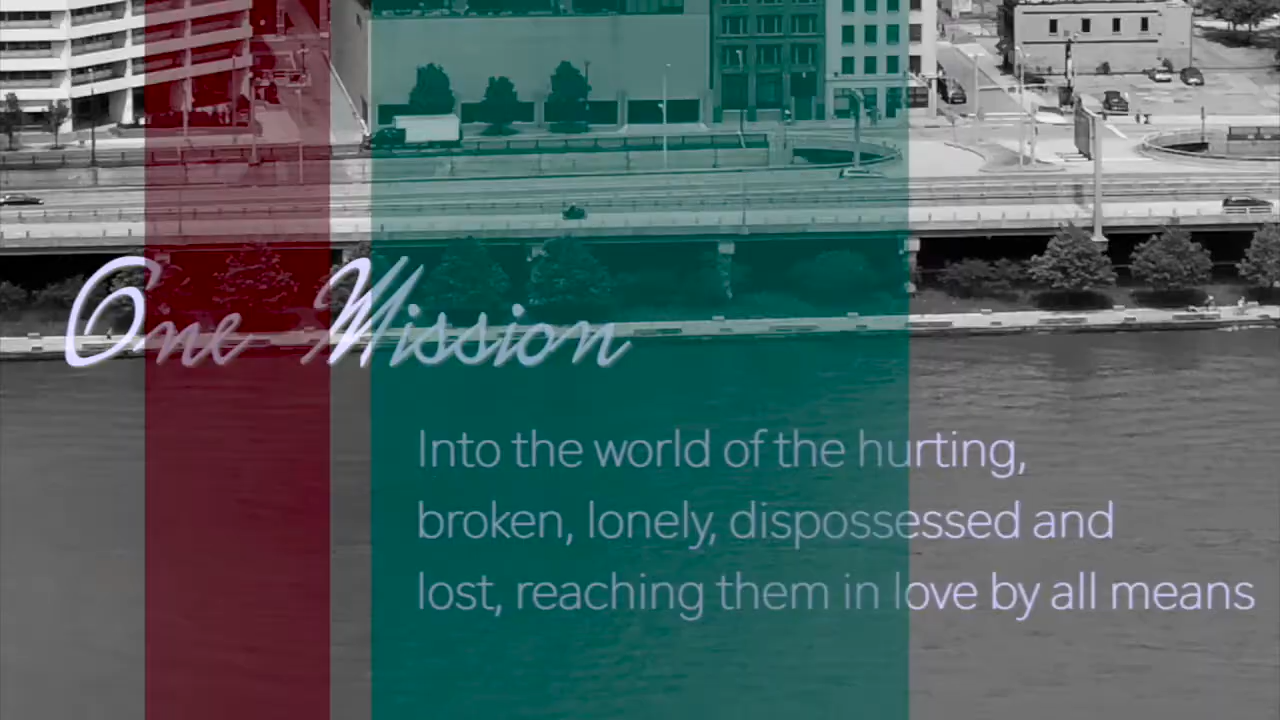 One Mission
Into the world of the hurting,
broken, lonely, dispossessed and
lost, reaching them in love by all means